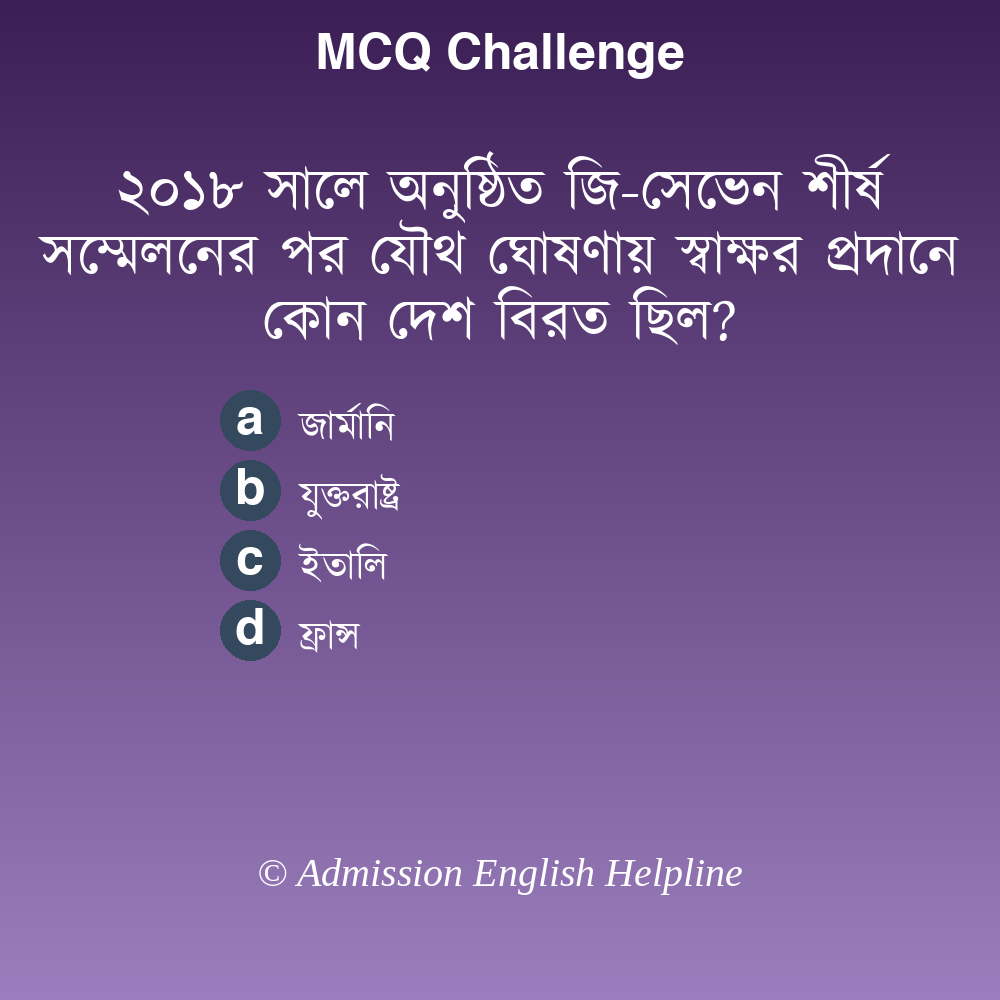 MCQ Challenge
২০১৮ সালে অনুষ্ঠিত জি-সেভেন শীর্ষ
সম্মেলনের পর যৌথ ঘোষণায় স্বাক্ষর প্রদানে
কোন দেশ বিরত ছিল?
a জার্মানি
b যুক্তরাষ্ট্র
c ইতালি
d ফ্রান্স
© Admission English Helpline